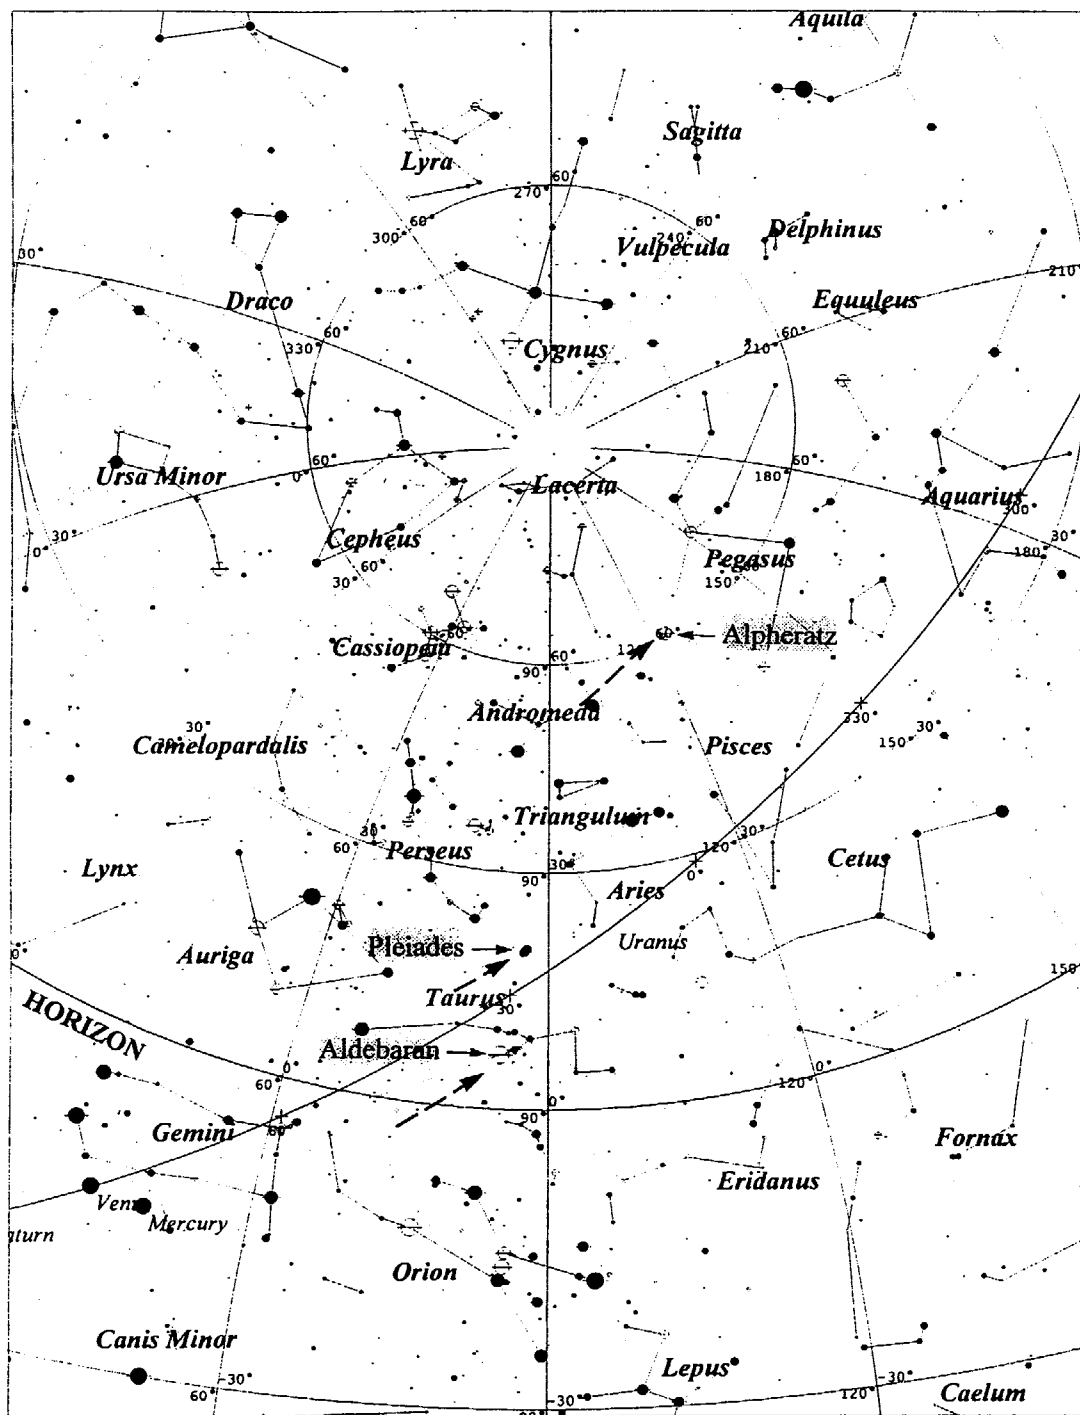 Aquila
Sagitta
Lyra
270° 60°
60°
300°
60°
240°
Vulpecula
Delphinus
30°
210°
Draco
Equuleus
60°
330°
60°
210°
Cygnus
Ursa Minor
60°
0°
60°
180°
Lacerta
Aquarius
300°
30°
180°
0° 30°
Cepheus
60°
30°
Pegasus
150°
60°
Cassiopeia
60°
90°
Alpheratz
Andromeda
330°
30°
150°
30°
Camelopardalis
Pisces
Triangulum
30°
60°
Perseus
30°
120°
0°
Cetus
Lynx
30°
90°
Aries
Uranus
Auriga
Pleiades
0°
150°
HORIZON
Taurus
30°
Aldebaran
0°
60°
0°
120°
0°
90°
Gemini
60°
Fornax
Eridanus
Mercury
Orion
Canis Minor
Lepus
-30°
60°
-30°
-30°
120°
Caelum